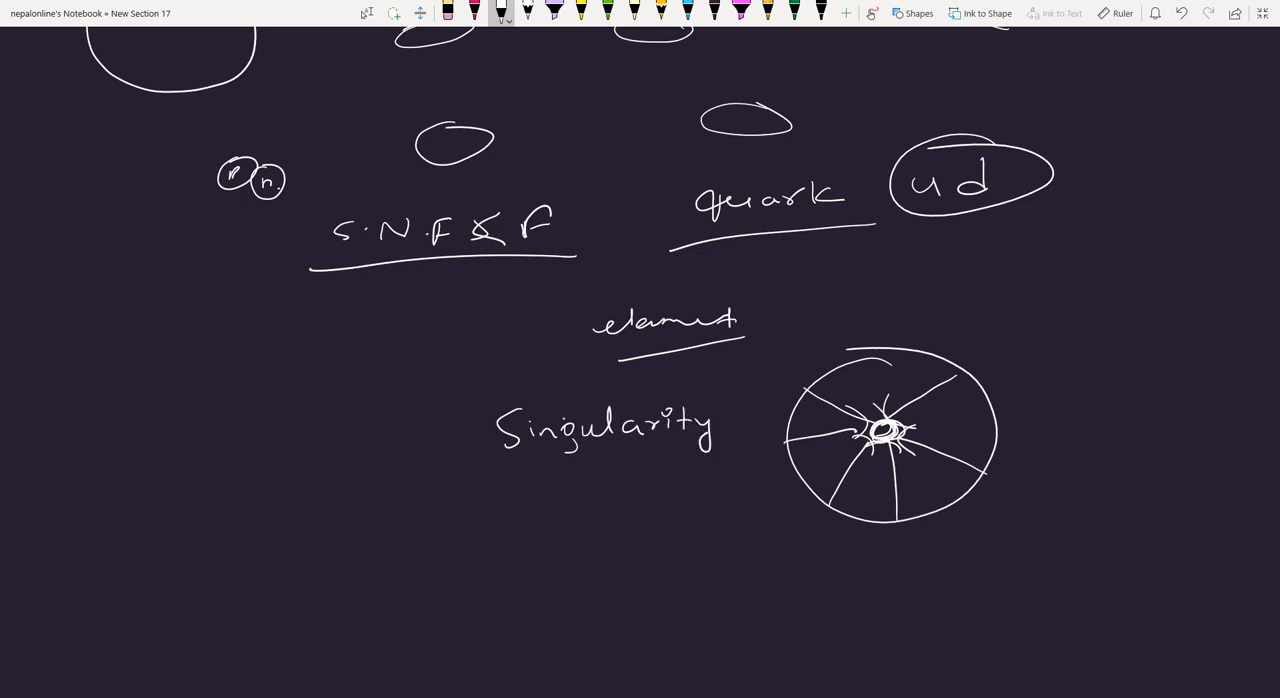 nepalonline's Notebook » New Section 17
Shapes
Ink to Shape
Ink to Text
Ruler
n.
S.N.F
F
quark
u d
element
Singularity